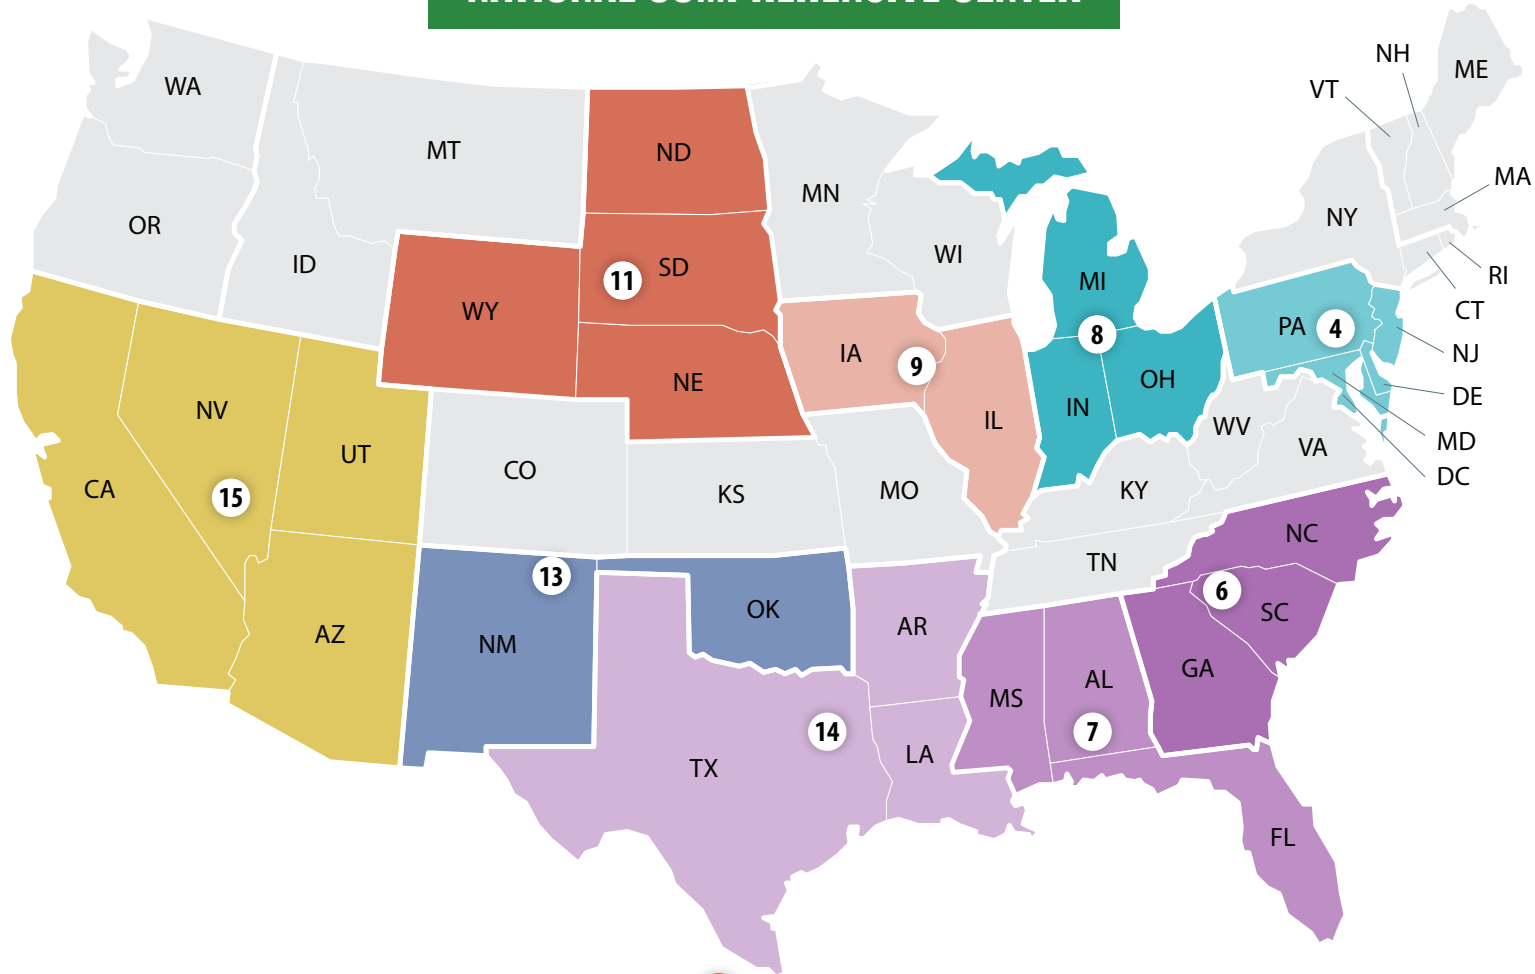 NH
ME
VT
WA
MT
ND
MA
MN
NY
OR
WI
ID
SD
11
MI
RI
WY
CT
PA
4
8
IA
9
NJ
NE
OH
DE
NV
IN
IL
WV
MD
UT
VA
CO
DC
CA
15
KS
MO
KY
NC
TN
13
6
OK
SC
AR
AZ
NM
GA
AL
MS
14
7
LA
TX
FL